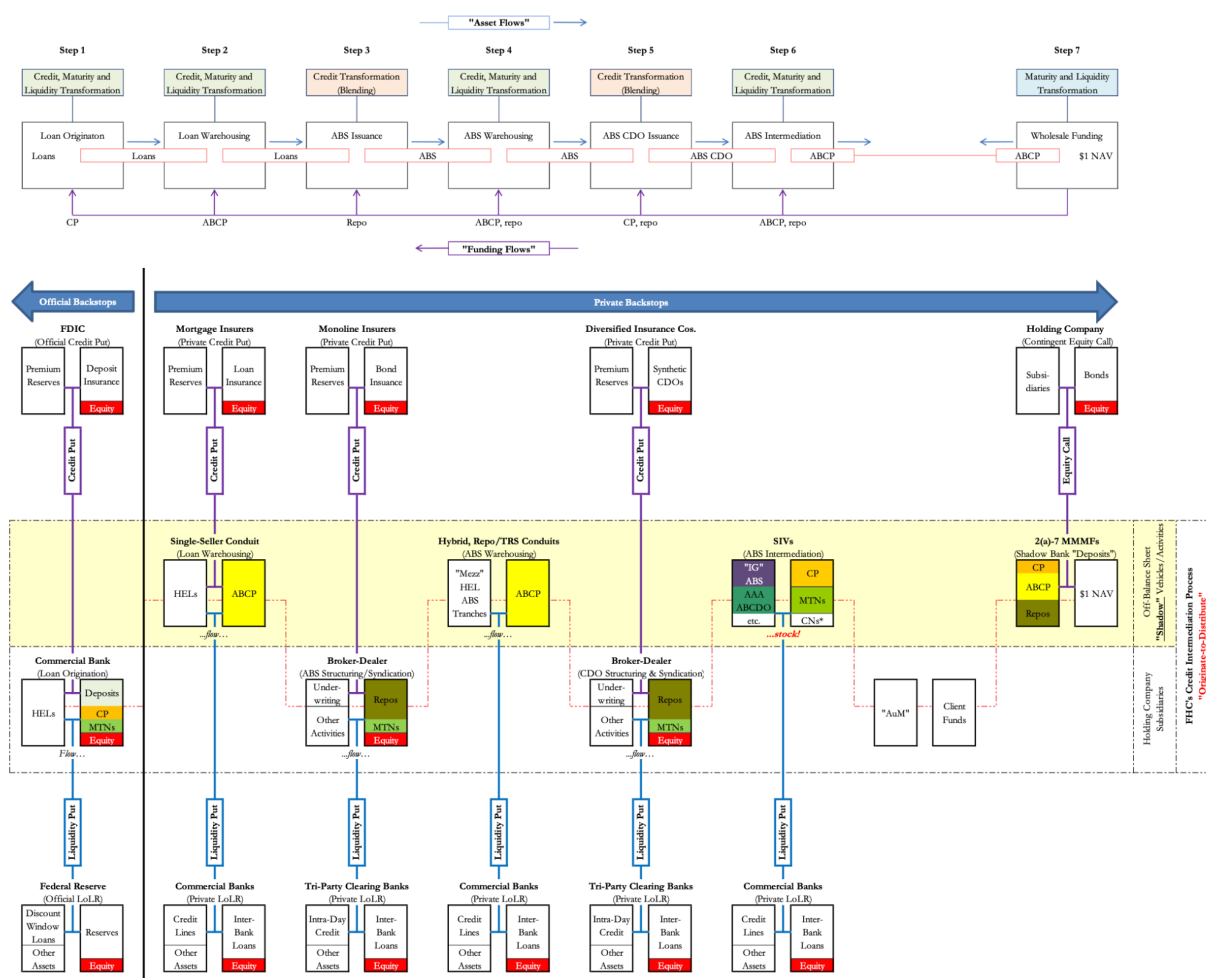 "Asset Flows"
Step 1
Step 2
Step 3
Step 4
Step 5
Step 6
Step 7
Credit, Maturity and
Liquidity Transformation
Credit, Maturity and
Liquidity Transformation
Credit Transformation
(Blending)
Credit, Maturity and
Liquidity Transformation
Credit Transformation
(Blending)
Credit, Maturity and
Liquidity Transformation
Maturity and Liquidity
Transformation
Loan Originaton
Loan Warehousing
ABS Issuance
ABS Warehousing
ABS CDO Issuance
ABS Intermediation
Wholesale Funding
Loans
Loans
Loans
ABS
ABS
ABS CDO
ABCP
ABCP
$1 NAV
CP
ABCP
Repo
ABCP, repo
CP, repo
ABCP, repo
"Funding Flows"
Official Backstops
Private Backstops
FDIC
(Official Credit Put)
Premium
Reserves
Deposit
Insurance
Equity
Mortgage Insurers
(Private Credit Put)
Premium
Reserves
Loan
Insurance
Equity
Monoline Insurers
(Private Credit Put)
Premium
Reserves
Bond
Insuance
Equity
Diversified Insurance Cos.
(Private Credit Put)
Premium
Reserves
Synthetic
CDOs
Equity
Holding Company
(Contingent Equity Call)
Subsi-
diaries
Bonds
Equity
Credit Put
Credit Put
Credit Put
Credit Put
Equity Call
Single-Seller Conduit
(Loan Warehousing)
HELs
ABCP
...flow...
Hybrid, Repo/TRS Conduits
(ABS Warehousing)
"Mezz"
HEL
ABS
Tranches
ABCP
...flow...
SIVs
(ABS Intermediation)
"IG"
ABS
AAA
ABCDO
etc.
CP
MTNs
CNs*
...stock!
2(a)-7 MMMFs
(Shadow Bank "Deposits")
CP
ABCP
Repos
$1 NAV
Off-Balance Sheet
"Shadow" Vehicles/Activities
Commercial Bank
(Loan Origination)
HELs
Deposits
CP
MTNs
Equity
Flow...
Broker-Dealer
(ABS Structuring/Syndication)
Under-
writing
Other
Activities
Repos
MTNs
Equity
...flow...
Broker-Dealer
(CDO Structuring & Syndication)
Under-
writing
Other
Activities
Repos
MTNs
Equity
...flow...
"AuM"
Client
Funds
Holding Company
Subsidiaries
FHC's Credit Intermediation Process
"Originate-to-Distribute"
Liquidity Put
Liquidity Put
Liquidity Put
Liquidity Put
Liquidity Put
Liquidity Put
Federal Reserve
(Official LoLR)
Discount
Window
Loans
Other
Assets
Reserves
Equity
Commercial Banks
(Private LoLR)
Credit
Lines
Other
Assets
Inter-
Bank
Loans
Equity
Tri-Party Clearing Banks
(Private LoLR)
Intra-Day
Credit
Other
Assets
Inter-
Bank
Loans
Equity
Commercial Banks
(Private LoLR)
Credit
Lines
Other
Assets
Inter-
Bank
Loans
Equity
Tri-Party Clearing Banks
(Private LoLR)
Intra-Day
Credit
Other
Assets
Inter-
Bank
Loans
Equity
Commercial Banks
(Private LoLR)
Credit
Lines
Other
Assets
Inter-
Bank
Loans
Equity